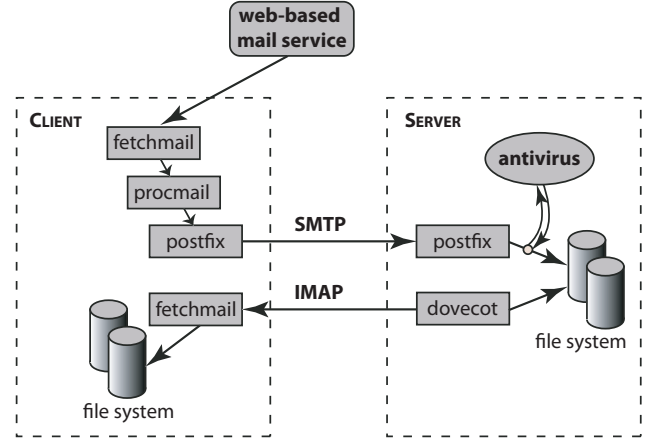 web-based
mail service
CLIENT
fetchmail
procmail
postfix
SMTP
IMAP
fetchmail
file system
SERVER
antivirus
postfix
dovecot
file system